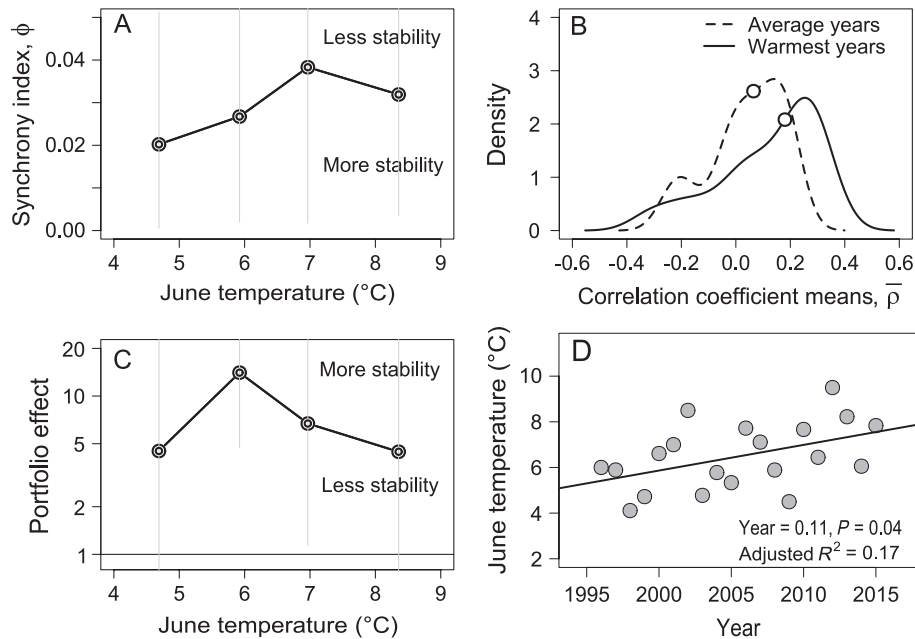 A
Less stability
More stability
Synchrony index, ϕ
0.04
0.02
0.00
4 5 6 7 8 9
June temperature (°C)
B
Average years
Warmest years
Density
4
3
2
1
0
-0.6 -0.2 0.0 0.2 0.6
Correlation coefficient means, ρ̅
C
More stability
Less stability
Portfolio effect
20
10
5
2
1
4 5 6 7 8 9
June temperature (°C)
D
June temperature (°C)
10
8
6
4
2
Year = 0.11, P = 0.04
Adjusted R² = 0.17
1995 2000 2005 2010 2015
Year